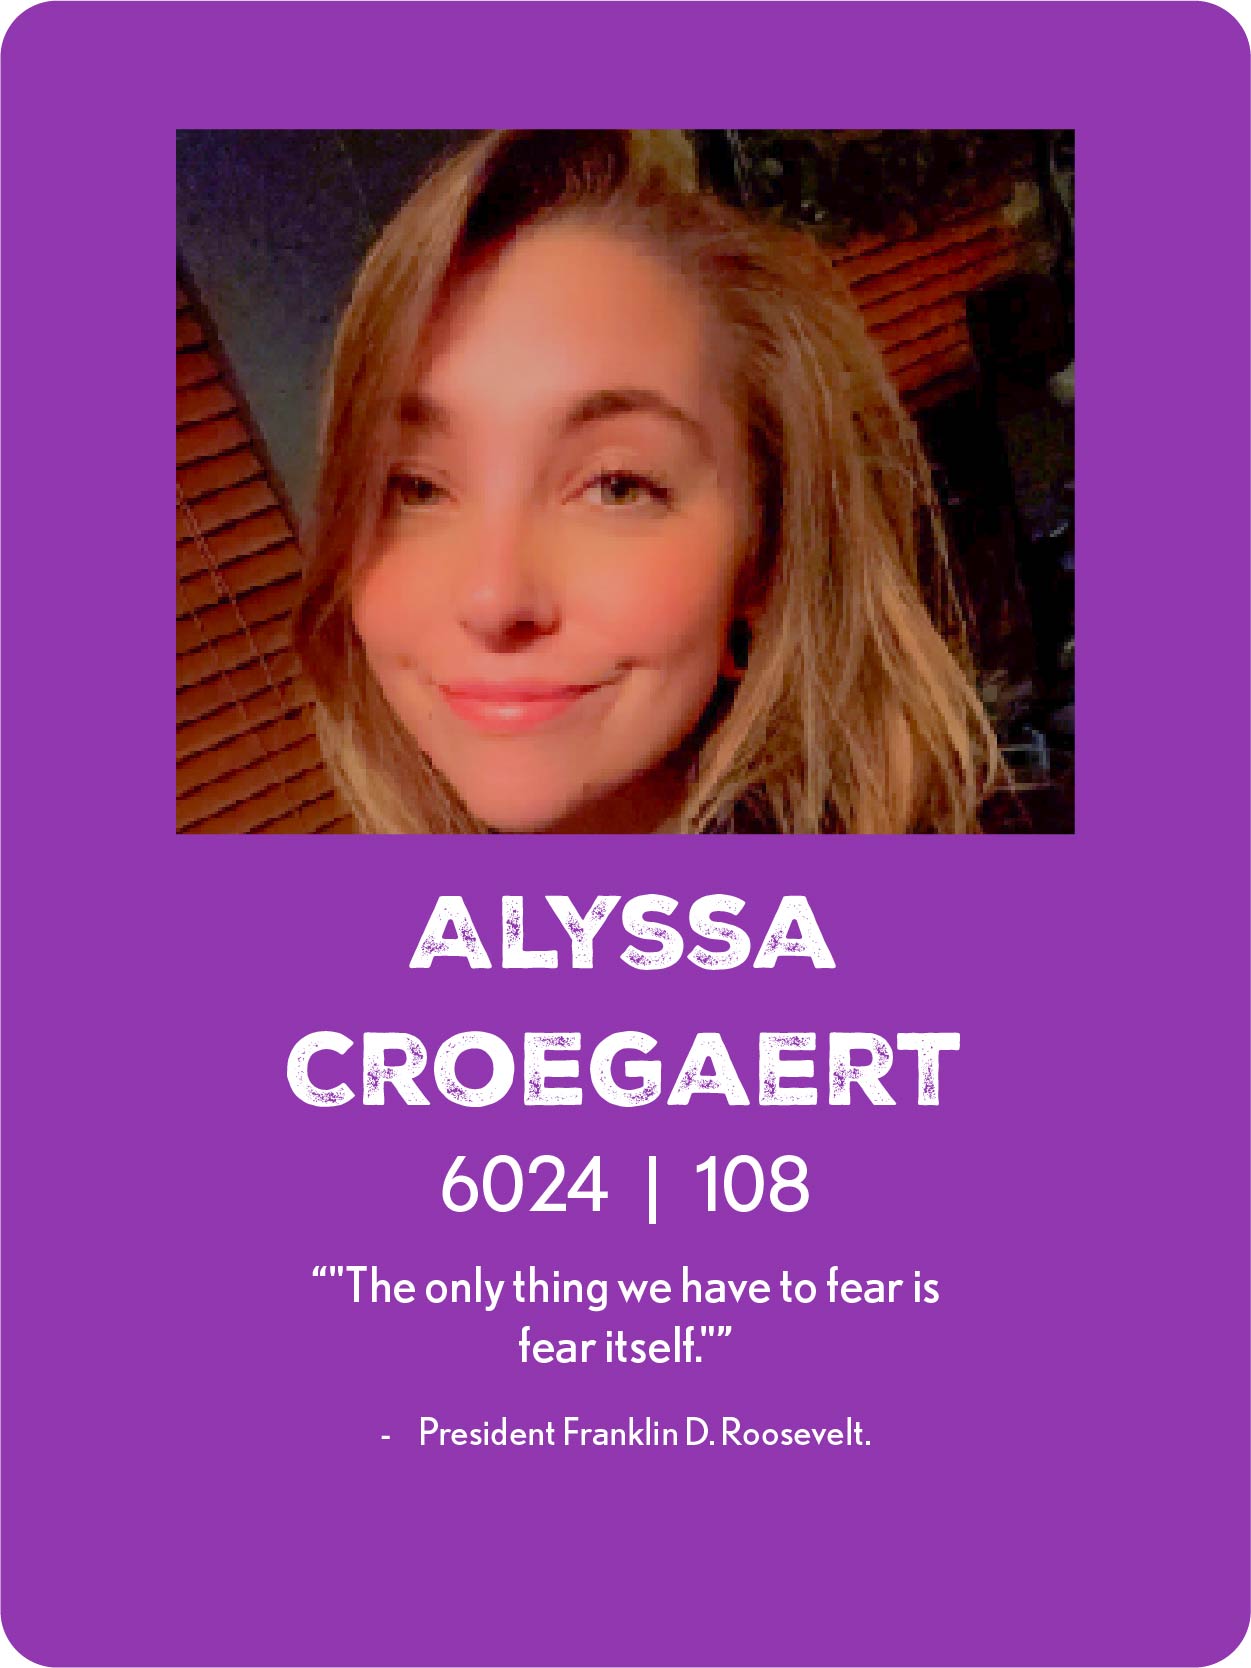 ALYSSA
CROEGAERT
6024 | 108
“"The only thing we have to fear is
fear itself."”
- President Franklin D. Roosevelt.